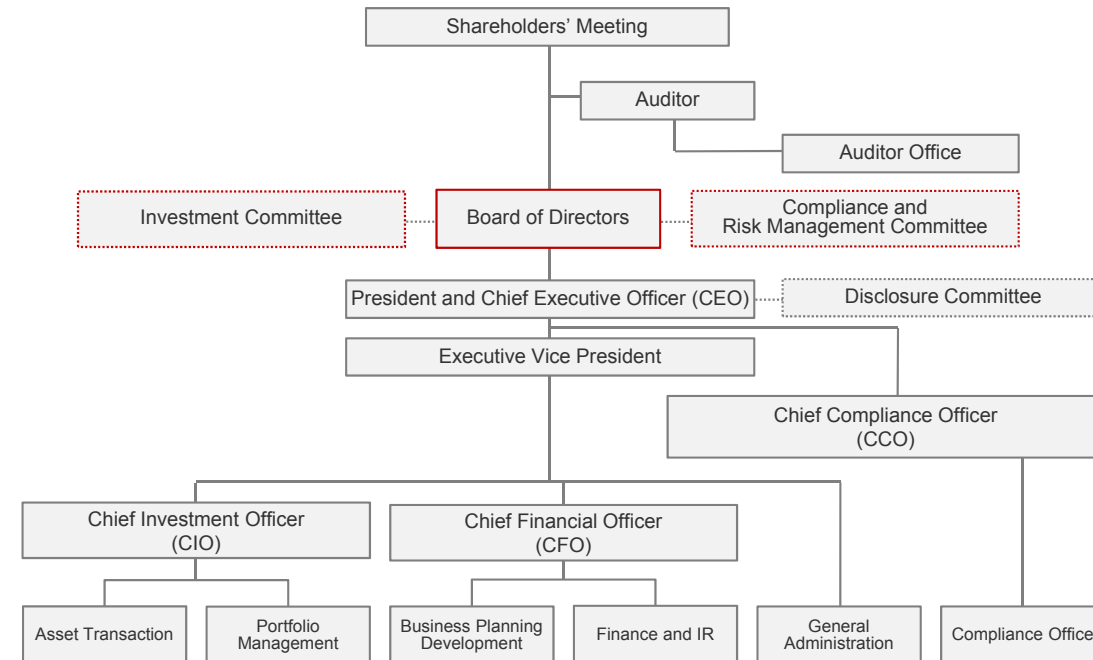 Shareholders’ Meeting
Auditor
Auditor Office
Investment Committee
Board of Directors
Compliance and
Risk Management Committee
President and Chief Executive Officer (CEO)
Disclosure Committee
Executive Vice President
Chief Compliance Officer
(CCO)
Chief Investment Officer
(CIO)
Chief Financial Officer
(CFO)
Asset Transaction
Portfolio
Management
Business Planning
Development
Finance and IR
General
Administration
Compliance Office